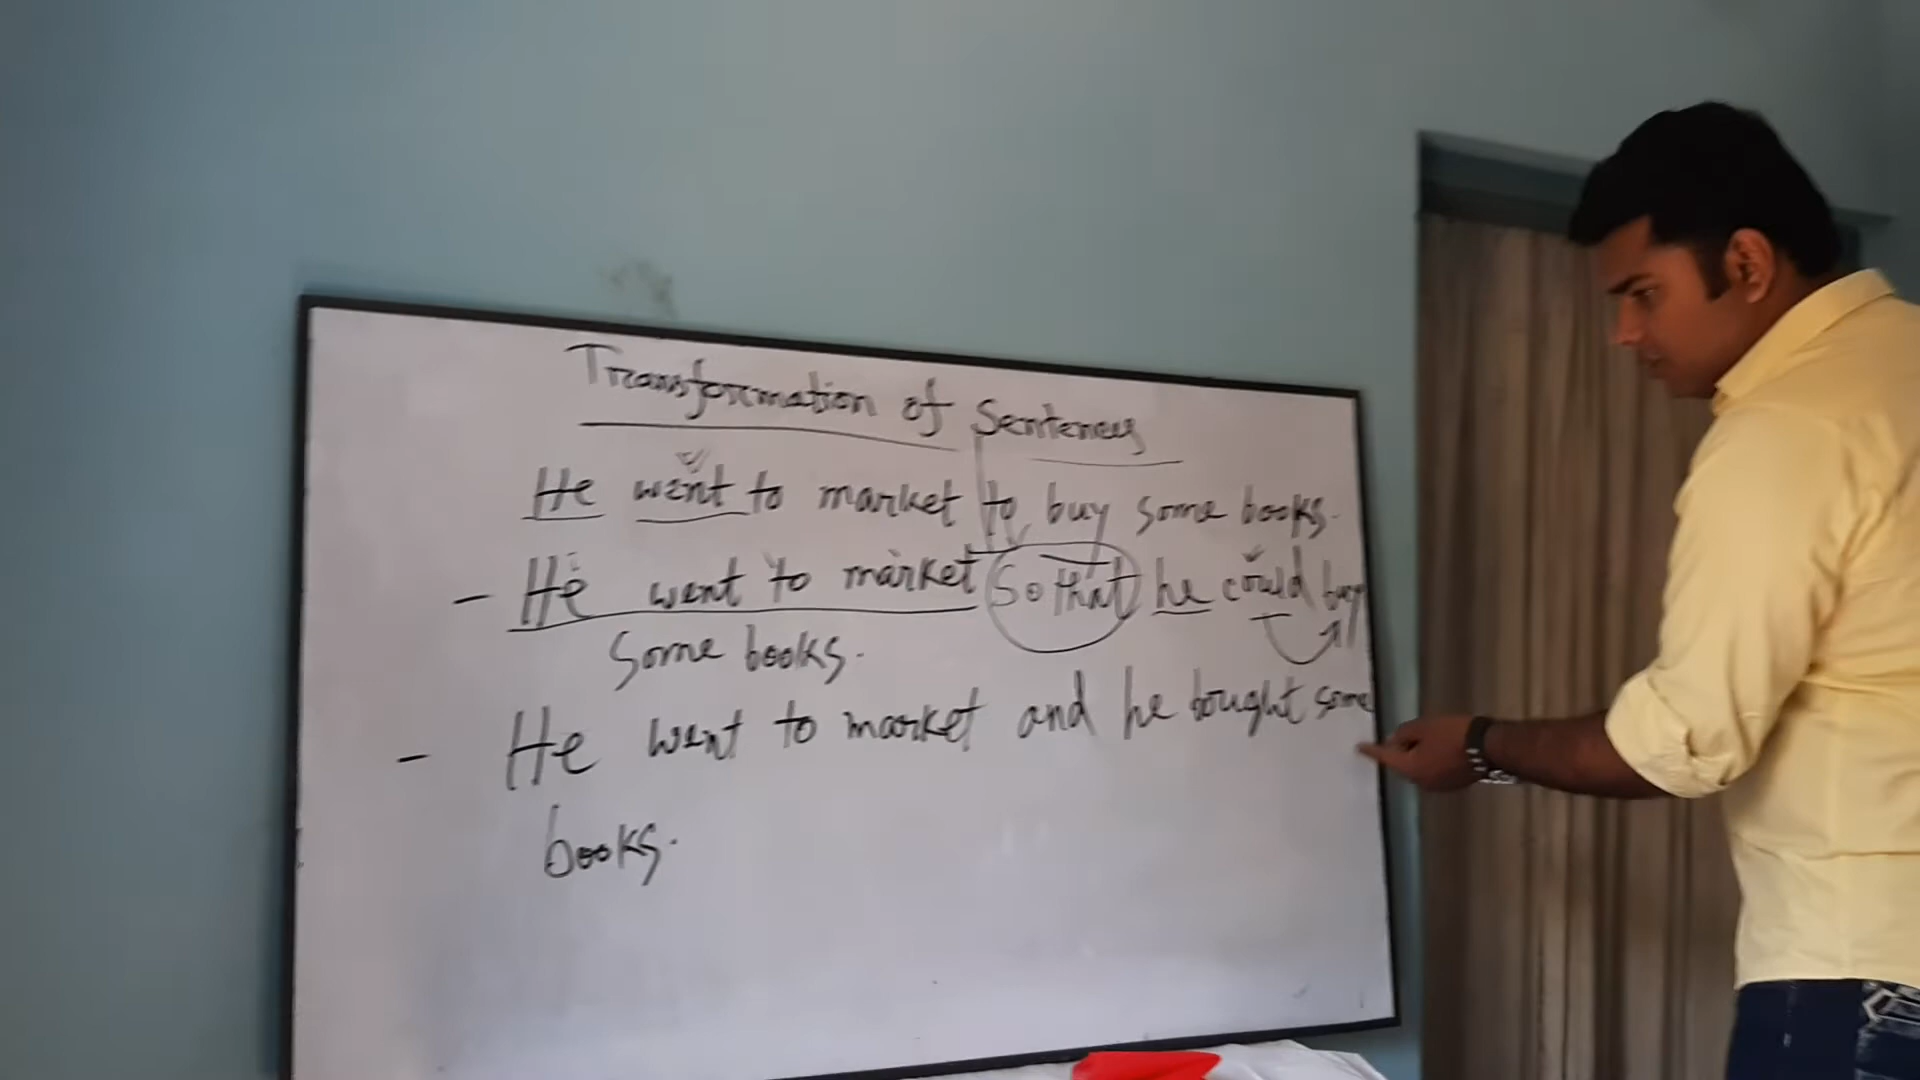 Transformation of Sentences
He went to market to buy some books.
- He went to market so that he could buy
some books.
- He went to market and he bought some
books.